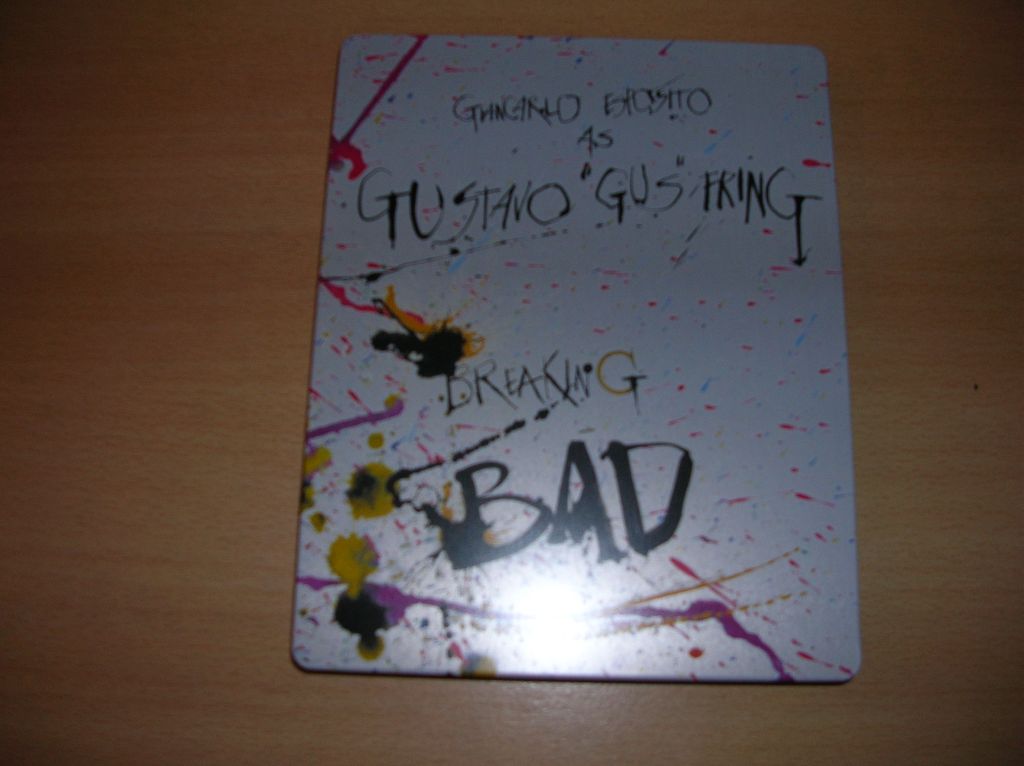 GIANCARLO ESPOSITO
AS
GUSTAVO "GUS" FRING
BREAKING
BAD